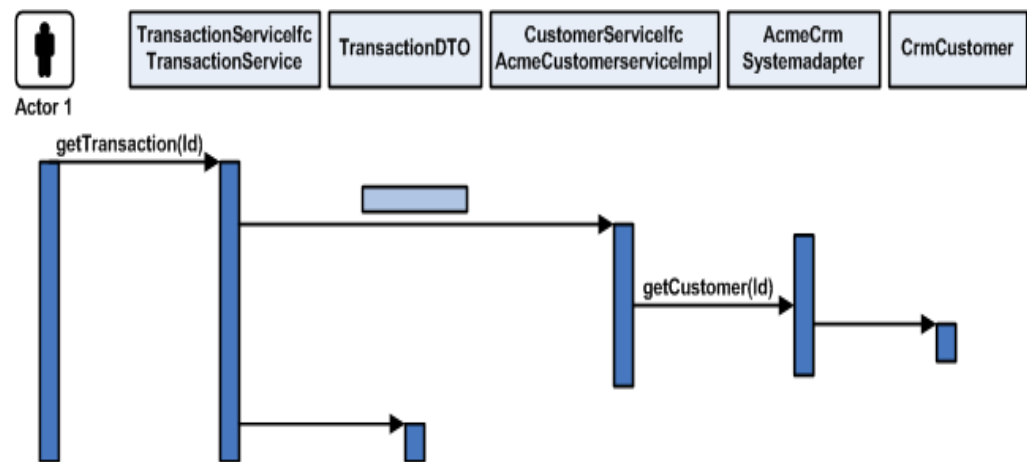 TransactionServiceIfc
TransactionService
TransactionDTO
CustomerServiceIfc
AcmeCustomerserviceImpl
AcmeCrm
Systemadapter
CrmCustomer
Actor 1
getTransaction(Id)
getCustomer(Id)